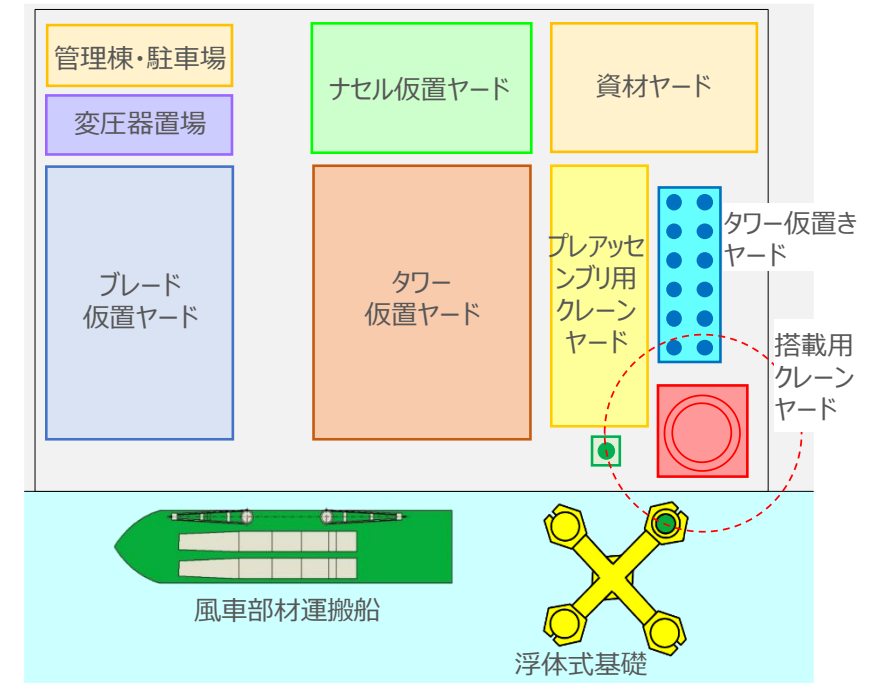 管理棟・駐車場
変圧器置場
ナセル仮置ヤード
資材ヤード
ブレード
仮置ヤード
タワー
仮置ヤード
プレアッセ
ンブリ用
クレーン
ヤード
タワー仮置き
ヤード
搭載用
クレーン
ヤード
風車部材運搬船
浮体式基礎